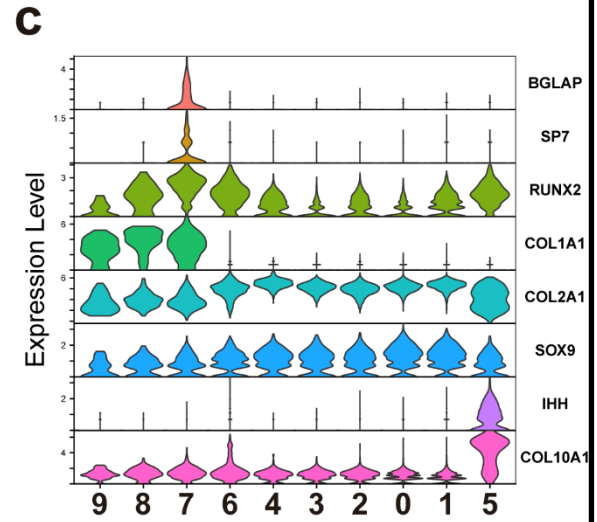 C
Expression Level
4
BGLAP
1.5
SP7
3
RUNX2
6
COL1A1
6
COL2A1
2
SOX9
2
IHH
4
COL10A1
9 8 7 6 4 3 2 0 1 5